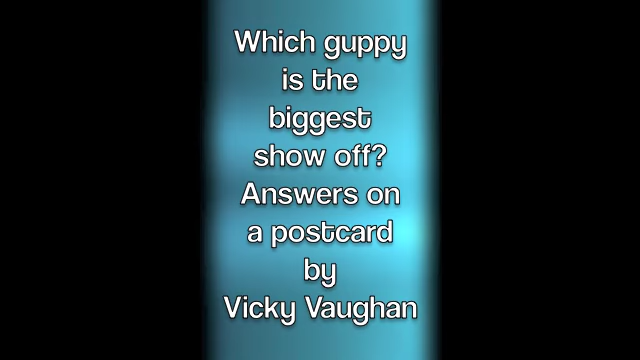 Which guppy
is the
biggest
show off?
Answers on
a postcard
by
Vicky Vaughan